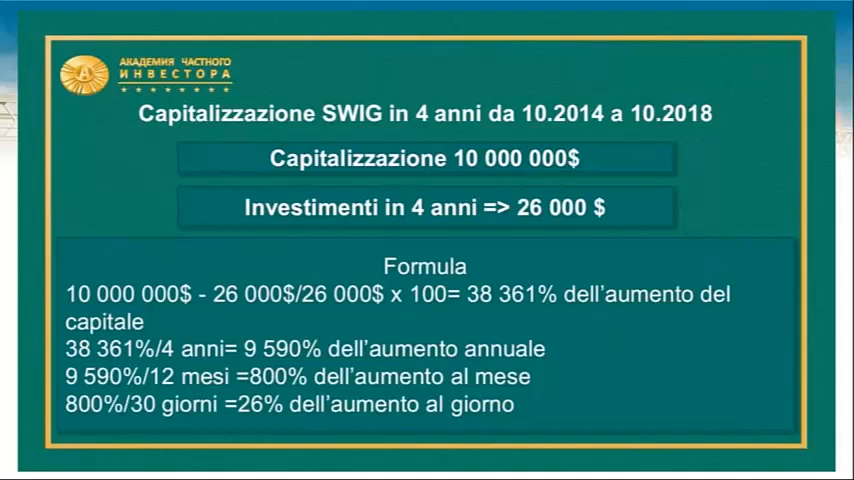 АКАДЕМИЯ ЧАСТНОГО
ИНВЕСТОРА
Capitalizzazione SWIG in 4 anni da 10.2014 a 10.2018
Capitalizzazione 10 000 000$
Investimenti in 4 anni => 26 000 $
Formula
10 000 000$ - 26 000$/26 000$ x 100= 38 361% dell'aumento del
capitale
38 361%/4 anni= 9 590% dell'aumento annuale
9 590%/12 mesi =800% dell'aumento al mese
800%/30 giorni =26% dell'aumento al giorno